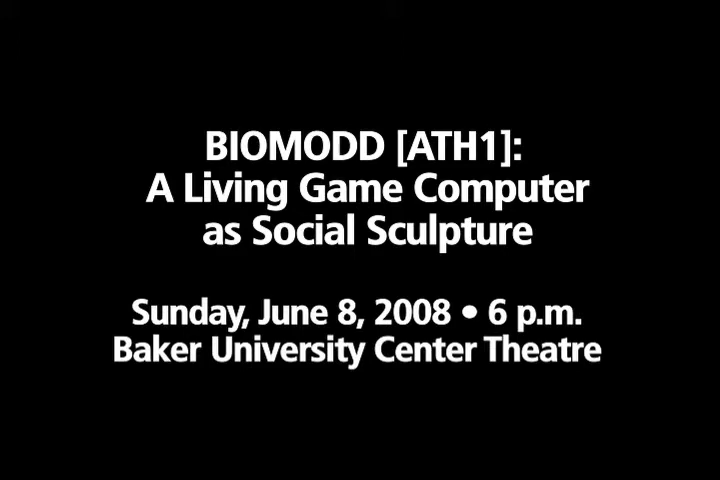 BIOMODD [ATH1]:
A Living Game Computer
as Social Sculpture
Sunday, June 8, 2008 • 6 p.m.
Baker University Center Theatre